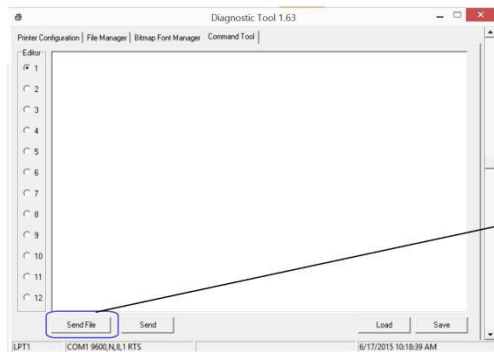 Diagnostic Tool 1.63
Printer Configuration File Manager Bitmap Font Manager Command Tool
Editor
1
2
3
4
5
6
7
8
9
10
11
12
Send File Send Load Save
LPT1 COM1 9600,N,8,1 RTS 6/17/2015 10:18:39 AM